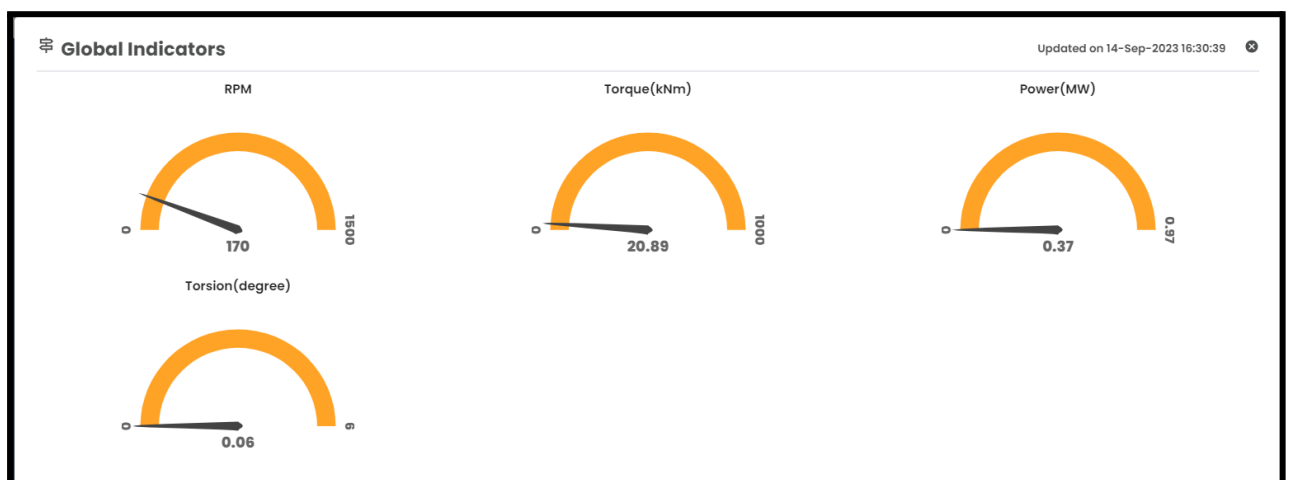 Global Indicators
Updated on 14-Sep-2023 16:30:39
RPM
0
1500
170
Torque(kNm)
0
1000
20.89
Power(MW)
0
0.97
0.37
Torsion(degree)
0
6
0.06